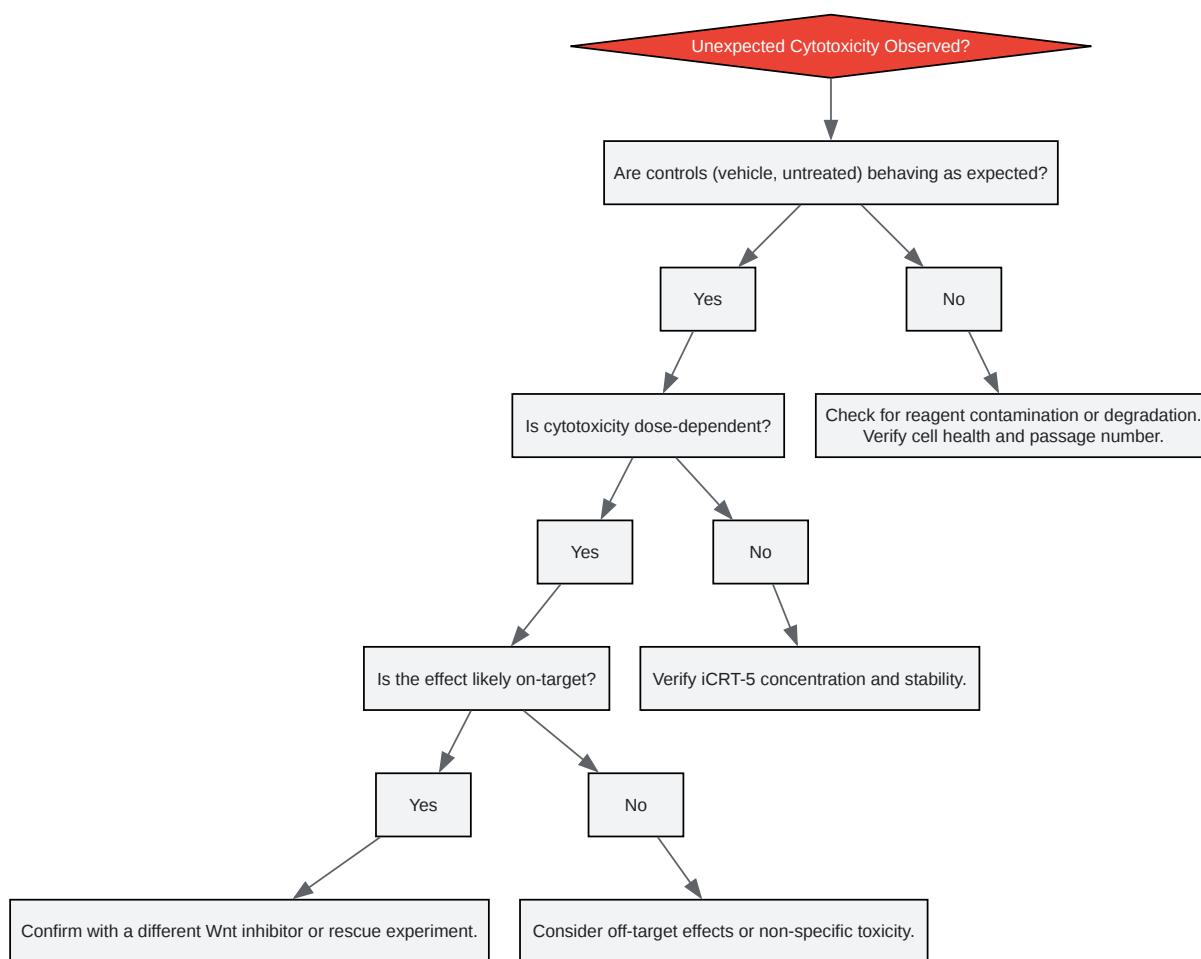 Unexpected Cytotoxicity Observed?
Are controls (vehicle, untreated) behaving as expected?
Yes
No
Is cytotoxicity dose-dependent?
Check for reagent contamination or degradation.
Verify cell health and passage number.
Yes
No
Is the effect likely on-target?
Verify iCRT-5 concentration and stability.
Yes
No
Confirm with a different Wnt inhibitor or rescue experiment.
Consider off-target effects or non-specific toxicity.